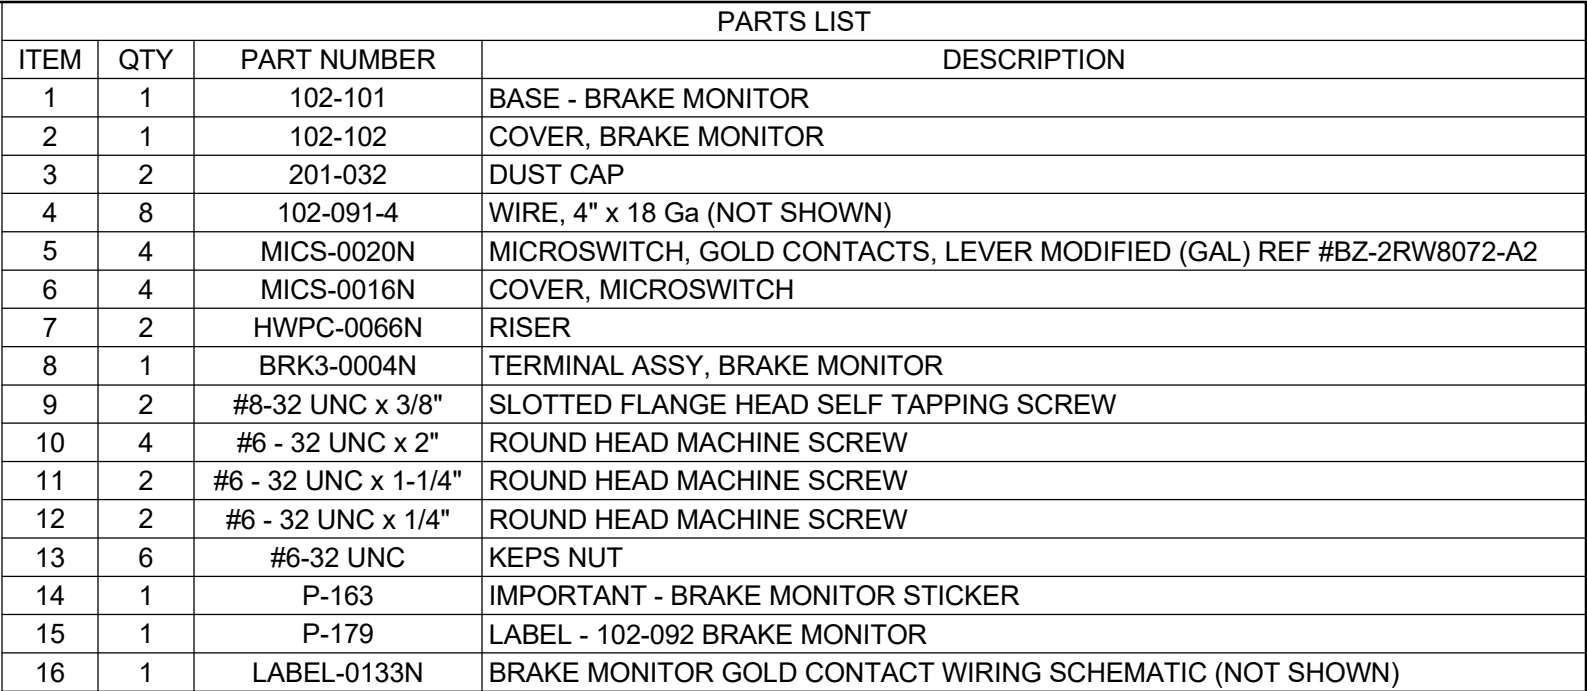 PARTS LIST
ITEM QTY PART NUMBER DESCRIPTION
1 1 102-101 BASE - BRAKE MONITOR
2 1 102-102 COVER, BRAKE MONITOR
3 2 201-032 DUST CAP
4 8 102-091-4 WIRE, 4" x 18 Ga (NOT SHOWN)
5 4 MICS-0020N MICROSWITCH, GOLD CONTACTS, LEVER MODIFIED (GAL) REF #BZ-2RW8072-A2
6 4 MICS-0016N COVER, MICROSWITCH
7 2 HWPC-0066N RISER
8 1 BRK3-0004N TERMINAL ASSY, BRAKE MONITOR
9 2 #8-32 UNC x 3/8" SLOTTED FLANGE HEAD SELF TAPPING SCREW
10 4 #6 - 32 UNC x 2" ROUND HEAD MACHINE SCREW
11 2 #6 - 32 UNC x 1-1/4" ROUND HEAD MACHINE SCREW
12 2 #6 - 32 UNC x 1/4" ROUND HEAD MACHINE SCREW
13 6 #6-32 UNC KEPS NUT
14 1 P-163 IMPORTANT - BRAKE MONITOR STICKER
15 1 P-179 LABEL - 102-092 BRAKE MONITOR
16 1 LABEL-0133N BRAKE MONITOR GOLD CONTACT WIRING SCHEMATIC (NOT SHOWN)